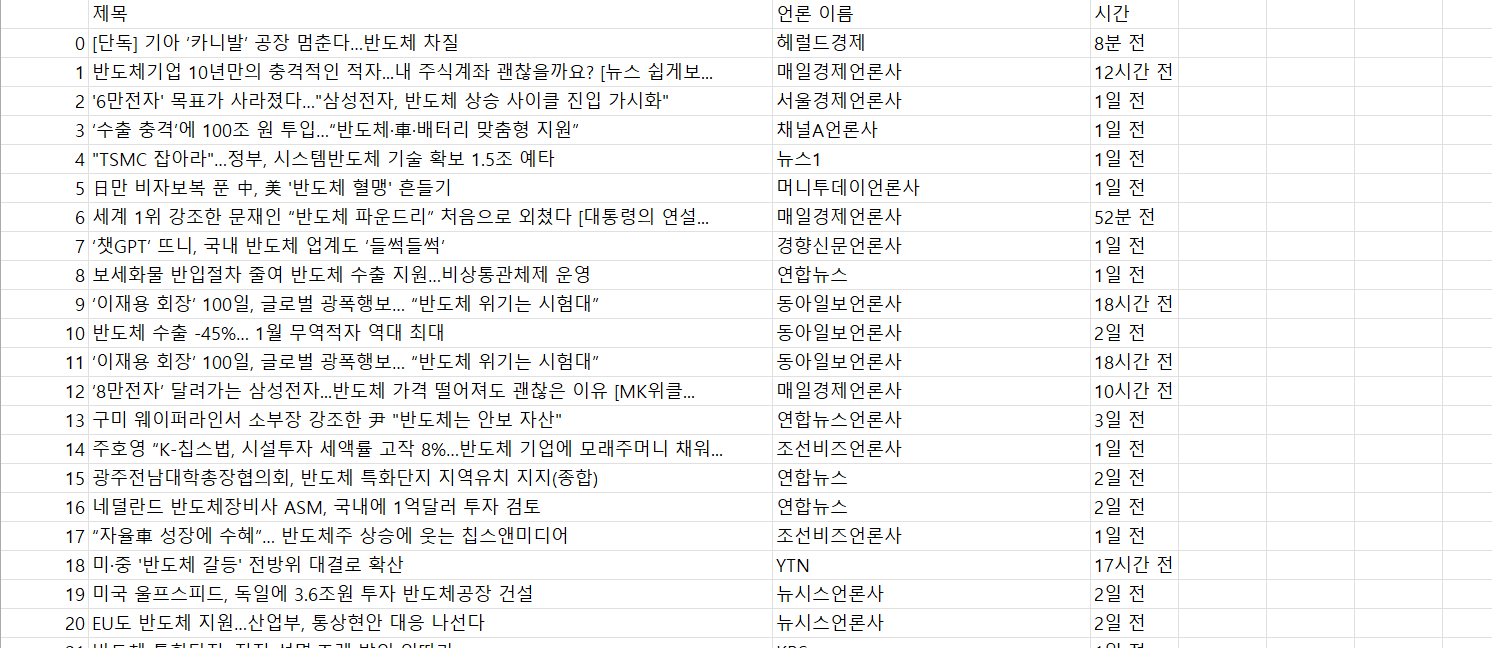 제목 언론 이름 시간
0 [단독] 기아 ‘카니발’ 공장 멈춘다…반도체 차질 헤럴드경제 8분 전
1 반도체기업 10년만의 충격적인 적자…내 주식계좌 괜찮을까요? [뉴스 쉽게보... 매일경제언론사 12시간 전
2 '6만전자' 목표가 사라졌다…"삼성전자, 반도체 상승 사이클 진입 가시화" 서울경제언론사 1일 전
3 ‘수출 충격’에 100조 원 투입…“반도체·車·배터리 맞춤형 지원” 채널A언론사 1일 전
4 "TSMC 잡아라"…정부, 시스템반도체 기술 확보 1.5조 예타 뉴스1 1일 전
5 日만 비자보복 푼 中, 美 '반도체 혈맹' 흔들기 머니투데이언론사 1일 전
6 세계 1위 강조한 문재인 “반도체 파운드리” 처음으로 외쳤다 [대통령의 연설... 매일경제언론사 52분 전
7 ‘챗GPT’ 뜨니, 국내 반도체 업계도 ‘들썩들썩’ 경향신문언론사 1일 전
8 보세화물 반입절차 줄여 반도체 수출 지원…비상통관체제 운영 연합뉴스 1일 전
9 ‘이재용 회장’ 100일, 글로벌 광폭행보… “반도체 위기는 시험대” 동아일보언론사 18시간 전
10 반도체 수출 -45%… 1월 무역적자 역대 최대 동아일보언론사 2일 전
11 ‘이재용 회장’ 100일, 글로벌 광폭행보… “반도체 위기는 시험대” 동아일보언론사 18시간 전
12 ‘8만전자’ 달려가는 삼성전자…반도체 가격 떨어져도 괜찮은 이유 [MK위클... 매일경제언론사 10시간 전
13 구미 웨이퍼라인서 소부장 강조한 尹 "반도체는 안보 자산" 연합뉴스언론사 3일 전
14 주호영 “K-칩스법, 시설투자 세액률 고작 8%…반도체 기업에 모래주머니 채워... 조선비즈언론사 1일 전
15 광주전남대학총장협의회, 반도체 특화단지 지역유치 지지(종합) 연합뉴스 2일 전
16 네덜란드 반도체장비사 ASM, 국내에 1억달러 투자 검토 연합뉴스 2일 전
17 “자율車 성장에 수혜”… 반도체주 상승에 웃는 칩스앤미디어 조선비즈언론사 1일 전
18 미·중 '반도체 갈등' 전방위 대결로 확산 YTN 17시간 전
19 미국 울프스피드, 독일에 3.6조원 투자 반도체공장 건설 뉴시스언론사 2일 전
20 EU도 반도체 지원…산업부, 통상현안 대응 나선다 뉴시스언론사 2일 전